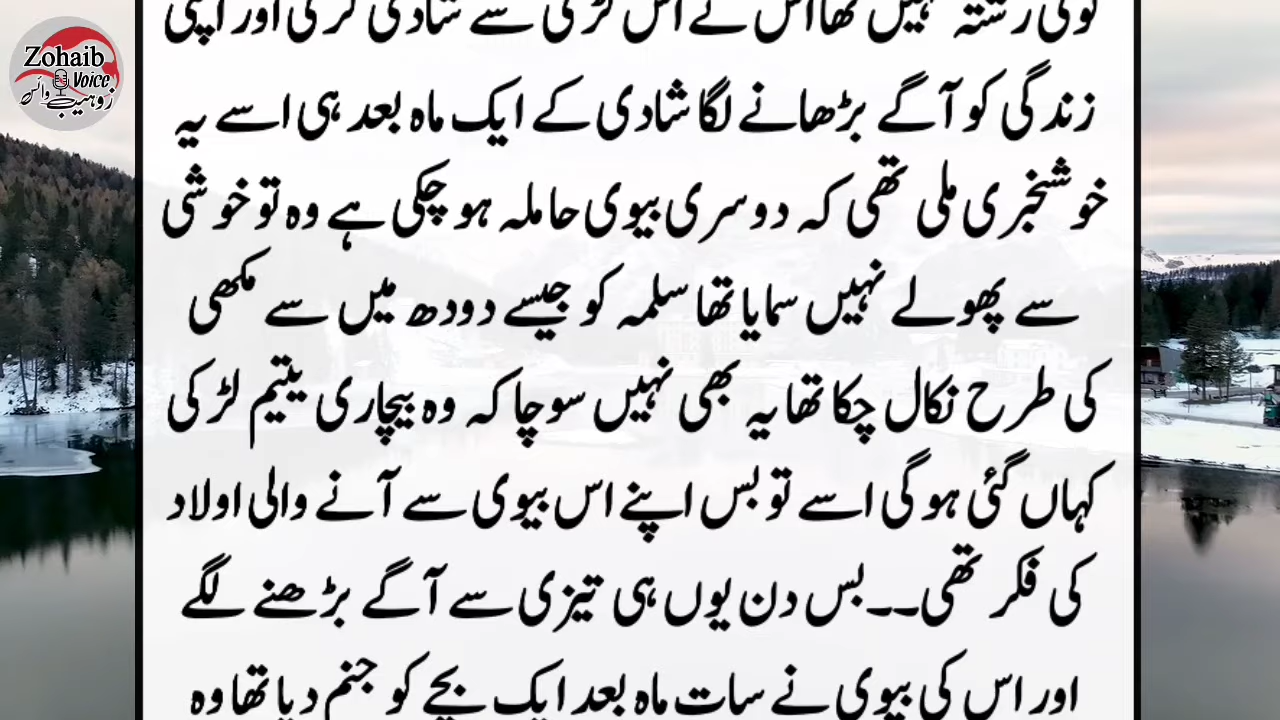 Zohaib
Voice
زوہیب وائس
کوئی رشتہ نہیں تھا اس نے اس لڑکی سے شادی کرلی اور اپنی
زندگی کو آگے بڑھانے لگا شادی کے ایک ماہ بعد ہی اسے یہ
خوشخبری ملی تھی کہ دوسری بیوی حاملہ ہو چکی ہے وہ تو خوشی
سے پھولے نہیں سمایا تھا سلمہ کو جیسے دودھ میں سے مکھی
کی طرح نکال چکا تھا یہ بھی نہیں سوچا کہ وہ بیچاری یتیم لڑکی
کہاں گئی ہوگی اسے تو بس اپنے اس بیوی سے آنے والی اولاد
کی فکر تھی۔۔ بس دن یوں ہی تیزی سے آگے بڑھنے لگے
اور اس کی بیوی نے سات ماہ بعد ایک بچے کو جنم دیا تھا وہ